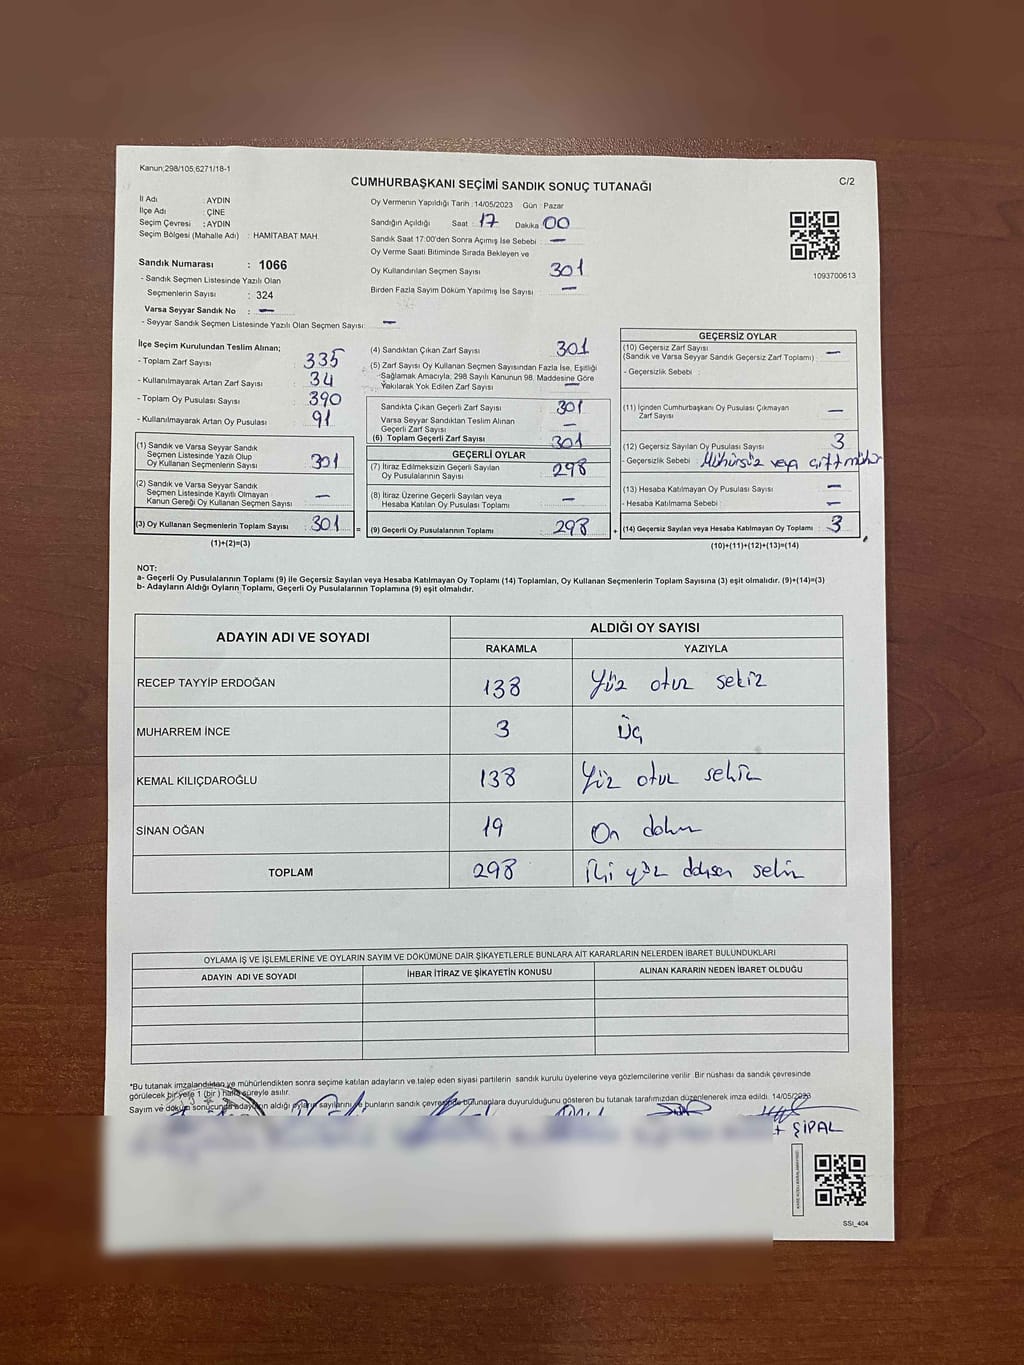 Kanun;298/105,6271/18-1
CUMHURBAŞKANI SEÇİMİ SANDIK SONUÇ TUTANAĞI
C/2
İl Adı : AYDIN
İlçe Adı : ÇİNE
Seçim Çevresi : AYDIN
Seçim Bölgesi (Mahalle Adı) : HAMITABAT MAH.
Sandık Numarası : 1066
- Sandık Seçmen Listesinde Yazılı Olan
Seçmenlerin Sayısı : 324
Varsa Seyyar Sandık No : —
- Seyyar Sandık Seçmen Listesinde Yazılı Olan Seçmen Sayısı: —
Oy Vermenin Yapıldığı Tarih : 14/05/2023 Gün : Pazar
Sandığın Açıldığı Saat : 17 Dakika : 00
Sandık Saat 17:00'den Sonra Açımış İse Sebebi : —
Oy Verme Saati Bitiminde Sırada Bekleyen ve
Oy Kullandırılan Seçmen Sayısı 301
Birden Fazla Sayım Döküm Yapılmış İse Sayısı : —
1093700613
İlçe Seçim Kurulundan Teslim Alınan;
- Toplam Zarf Sayısı : 335
- Kullanılmayarak Artan Zarf Sayısı : 34
- Toplam Oy Pusulası Sayısı : 390
- Kullanılmayarak Artan Oy Pusulası : 91
(1) Sandık ve Varsa Seyyar Sandık
Seçmen Listesinde Yazılı Olup
Oy Kullanan Seçmenlerin Sayısı : 301
(2) Sandık ve Varsa Seyyar Sandık
Seçmen Listesinde Kayıtlı Olmayan
Kanun Gereği Oy Kullanan Seçmen Sayısı : —
(3) Oy Kullanan Seçmenlerin Toplam Sayısı : 301 =
(1)+(2)=(3)
(4) Sandıktan Çıkan Zarf Sayısı : 301
(5) Zarf Sayısı Oy Kullanan Seçmen Sayısından Fazla İse, Eşitliği
Sağlamak Amacıyla; 298 Sayılı Kanunun 98. Maddesine Göre
Yakılarak Yok Edilen Zarf Sayısı : —
Sandıkta Çıkan Geçerli Zarf Sayısı : 301
Varsa Seyyar Sandıktan Teslim Alınan
Geçerli Zarf Sayısı : —
(6) Toplam Geçerli Zarf Sayısı : 301
GEÇERLİ OYLAR
(7) İtiraz Edilmeksizin Geçerli Sayılan
Oy Pusulalarının Sayısı : 298
(8) İtiraz Üzerine Geçerli Sayılan veya
Hesaba Katılan Oy Pusulaları Toplamı : —
(9) Geçerli Oy Pusulalarının Toplamı : 298 +
GEÇERSİZ OYLAR
(10) Geçersiz Zarf Sayısı
(Sandık ve Varsa Seyyar Sandık Geçersiz Zarf Toplamı) : —
- Geçersizlik Sebebi :
(11) İçinden Cumhurbaşkanı Oy Pusulası Çıkmayan
Zarf Sayısı : —
(12) Geçersiz Sayılan Oy Pusulası Sayısı : 3
- Geçersizlik Sebebi : Mühürsüz veya çift mühür
(13) Hesaba Katılmayan Oy Pusulası Sayısı : —
- Hesaba Katılmama Sebebi : —
(14) Geçersiz Sayılan veya Hesaba Katılmayan Oy Toplamı : 3
(10)+(11)+(12)+(13)=(14)
NOT:
a- Geçerli Oy Pusulalarının Toplamı (9) ile Geçersiz Sayılan veya Hesaba Katılmayan Oy Toplamı (14) Toplamları, Oy Kullanan Seçmenlerin Toplam Sayısına (3) eşit olmalıdır. (9)+(14)=(3)
b- Adayların Aldığı Oyların Toplamı, Geçerli Oy Pusulalarının Toplamına (9) eşit olmalıdır.
ADAYIN ADI VE SOYADI
ALDIĞI OY SAYISI
RAKAMLA YAZIYLA
RECEP TAYYİP ERDOĞAN 138 Yüz otuz sekiz
MUHARREM İNCE 3 Üç
KEMAL KILIÇDAROĞLU 138 Yüz otuz sekiz
SİNAN OĞAN 19 On dokuz
TOPLAM 298 İki yüz doksan sekiz
OYLAMA İŞ VE İŞLEMLERİNE VE OYLARIN SAYIM VE DÖKÜMÜNE DAİR ŞİKAYETLERLE BUNLARA AİT KARARLARIN NELERDEN İBARET BULUNDUKLARI
ADAYIN ADI VE SOYADI İHBAR İTİRAZ VE ŞİKAYETİN KONUSU ALINAN KARARIN NEDEN İBARET OLDUĞU
*Bu tutanak imzalandıktan ve mühürlendikten sonra seçime katılan adayların ve talep eden siyasi partilerin sandık kurulu üyelerine veya gözlemcilerine verilir .Bir nüshası da sandık çevresinde
görülecek bir yere 1 (bir ) hafta süreyle asılır.
Sayım ve döküm sonucunda adayların aldığı oyların sayılarını ve bunların sandık çevresinde bulunanlara duyurulduğunu gösteren bu tutanak tarafımızdan düzenlenerek imza edildi. 14/05/2023
ŞİPAL
SSI_404